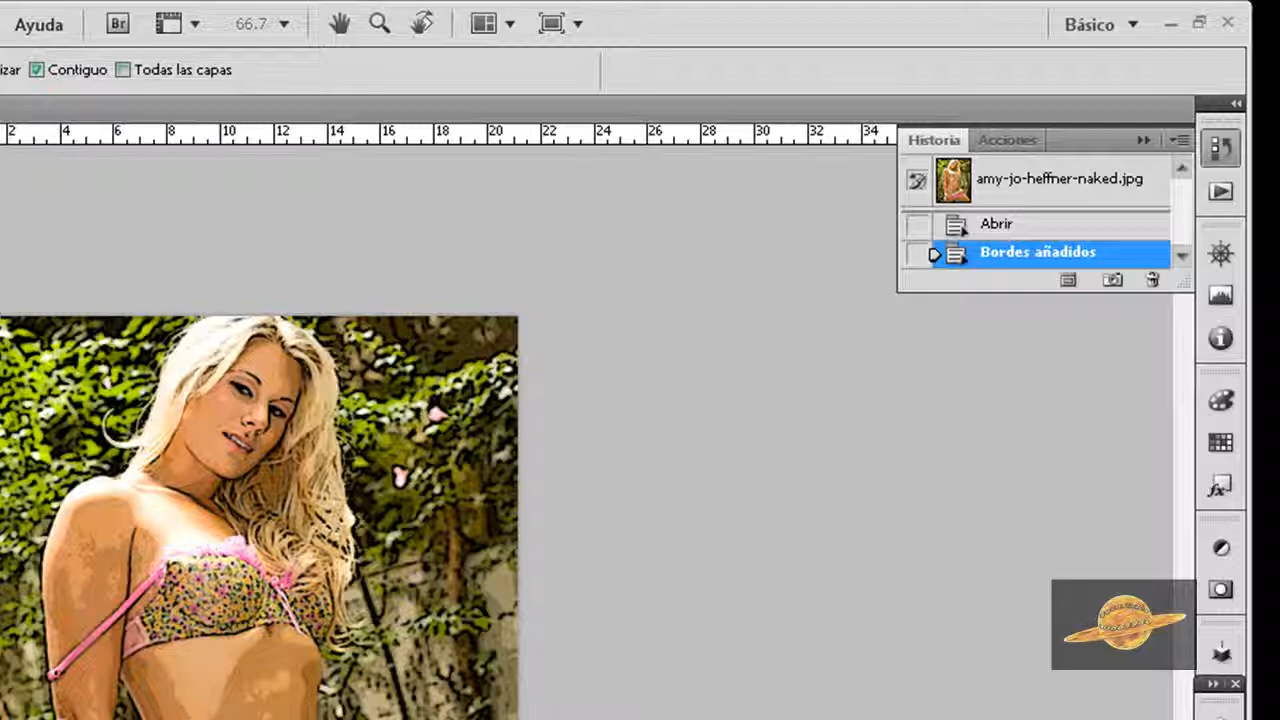 Ayuda Br 66.7 Básico
izar Contiguo Todas las capas
2 4 6 8 10 12 14 16 18 20 22 24 26 28 30 32 34
Historia Acciones
amy-jo-heffner-naked.jpg
Abrir
Bordes añadidos
fx